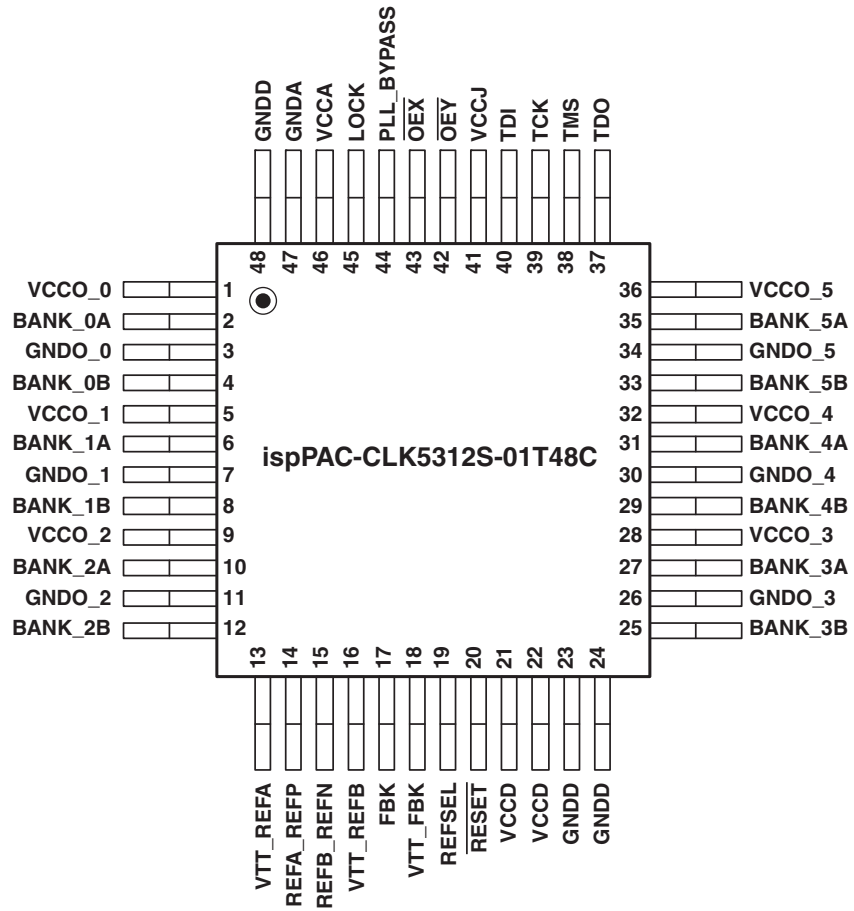 GNDD
GNDA
VCCA
LOCK
PLL_BYPASS
OEX
OEY
VCCJ
TDI
TCK
TMS
TDO
48
47
46
45
44
43
42
41
40
39
38
37
VCCO_0 1
BANK_0A 2
GNDO_0 3
BANK_0B 4
VCCO_1 5
BANK_1A 6
GNDO_1 7
BANK_1B 8
VCCO_2 9
BANK_2A 10
GNDO_2 11
BANK_2B 12
ispPAC-CLK5312S-01T48C
36 VCCO_5
35 BANK_5A
34 GNDO_5
33 BANK_5B
32 VCCO_4
31 BANK_4A
30 GNDO_4
29 BANK_4B
28 VCCO_3
27 BANK_3A
26 GNDO_3
25 BANK_3B
13
14
15
16
17
18
19
20
21
22
23
24
VTT_REFA
REFA_REFP
REFB_REFN
VTT_REFB
FBK
VTT_FBK
REFSEL
RESET
VCCD
VCCD
GNDD
GNDD